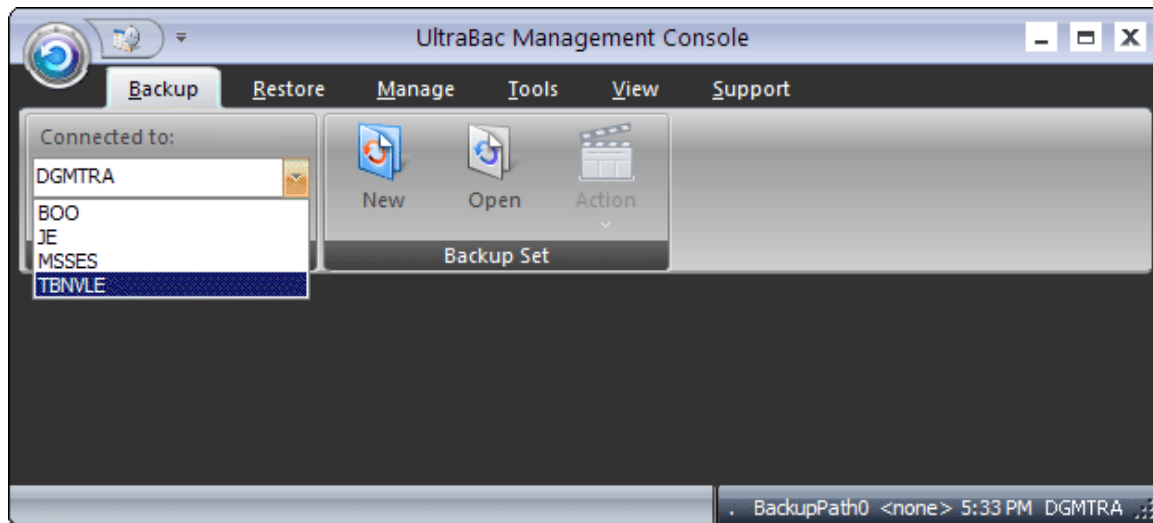 UltraBac Management Console
Backup Restore Manage Tools View Support
Connected to:
DGMTRA
BOO
JE
MSSES
TBNVLE
New Open Action
Backup Set
. BackupPath0 <none> 5:33 PM DGMTRA